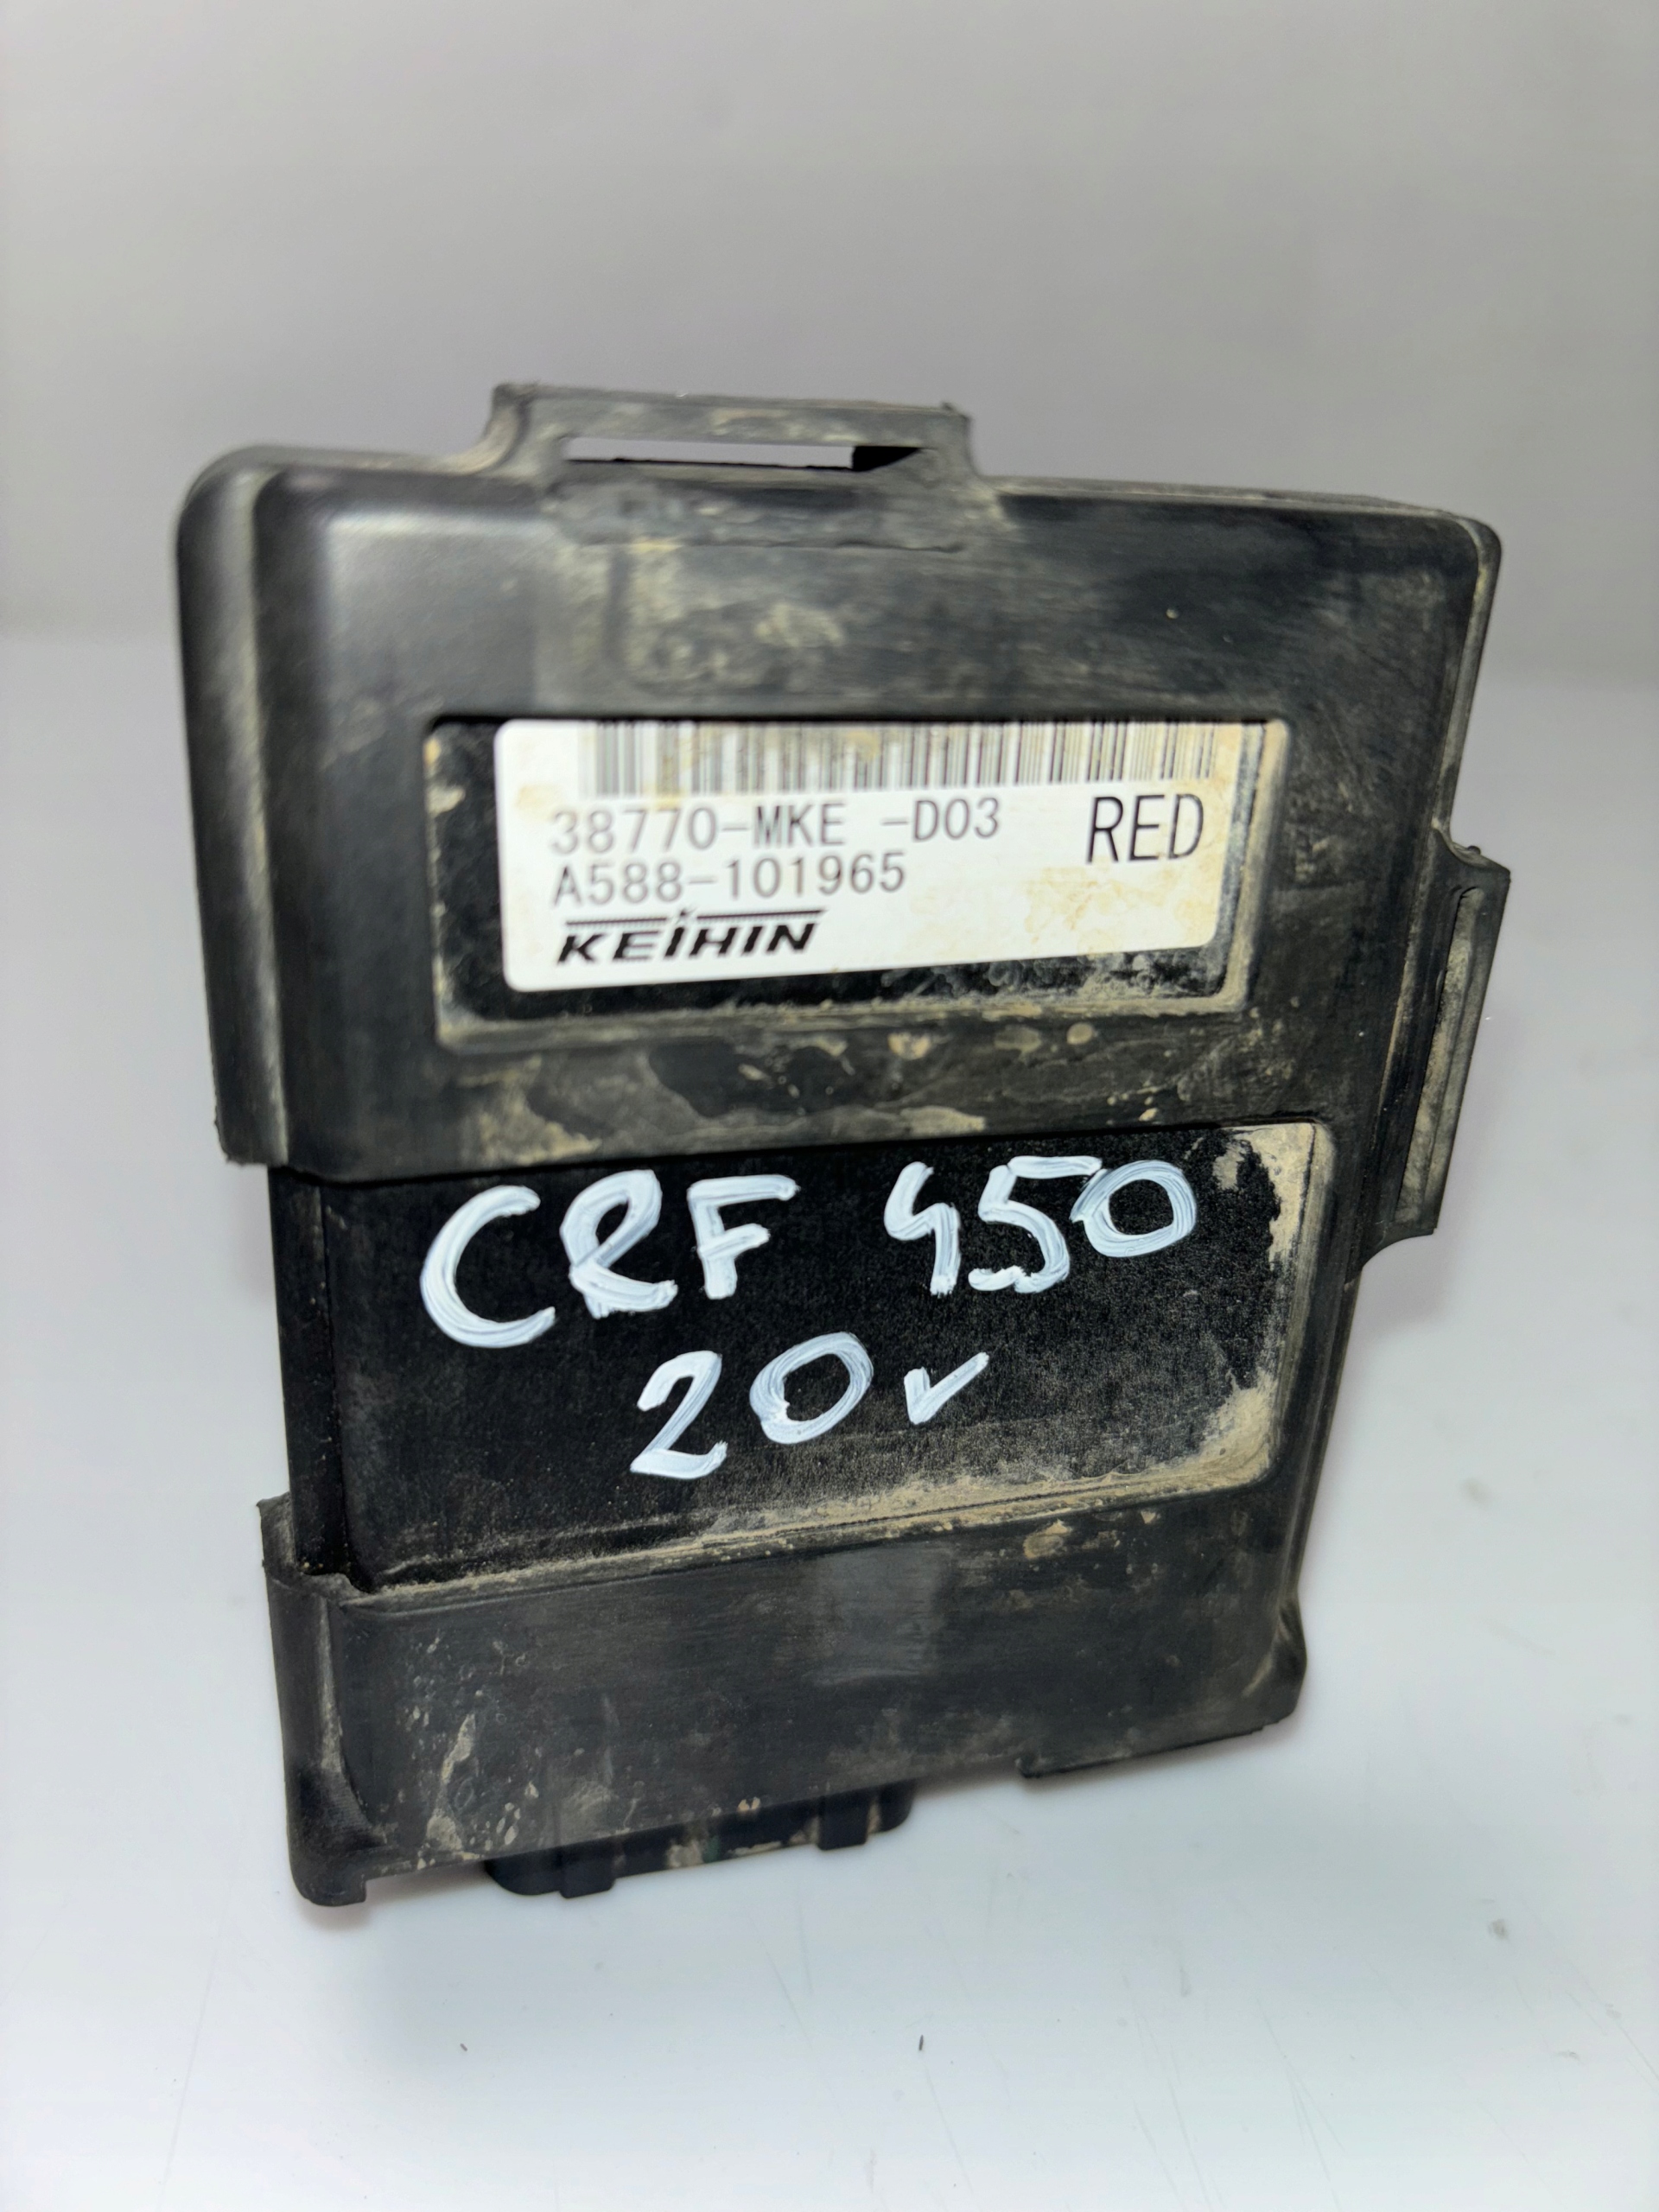 38770-MKE -D03 RED
A588-101965
KEIHIN
CRF 450
20v